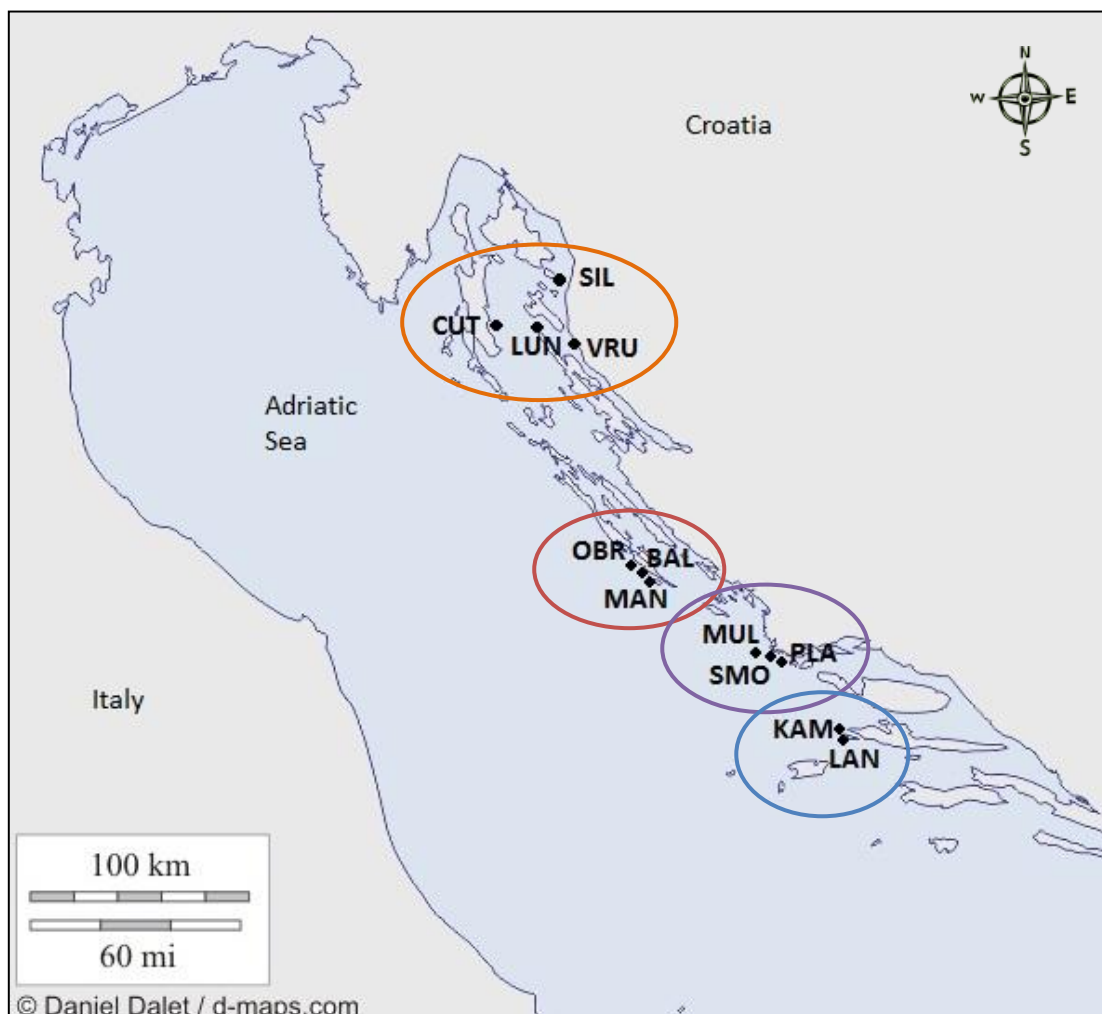 N
W E
S
Croatia
SIL
CUT
LUN
VRU
Adriatic
Sea
OBR
BAL
MAN
MUL
PLA
SMO
Italy
KAM
LAN
100 km
60 mi
© Daniel Dalet / d-maps.com